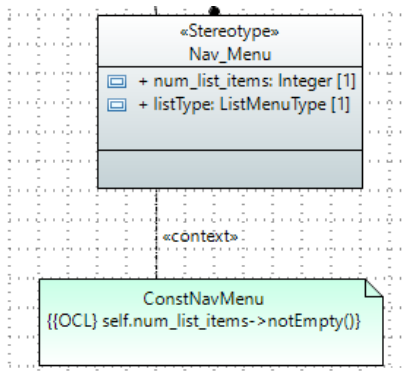 «Stereotype»
Nav_Menu
+ num_list_items: Integer [1]
+ listType: ListMenuType [1]
«context»
ConstNavMenu
{{OCL} self.num_list_items->notEmpty()}